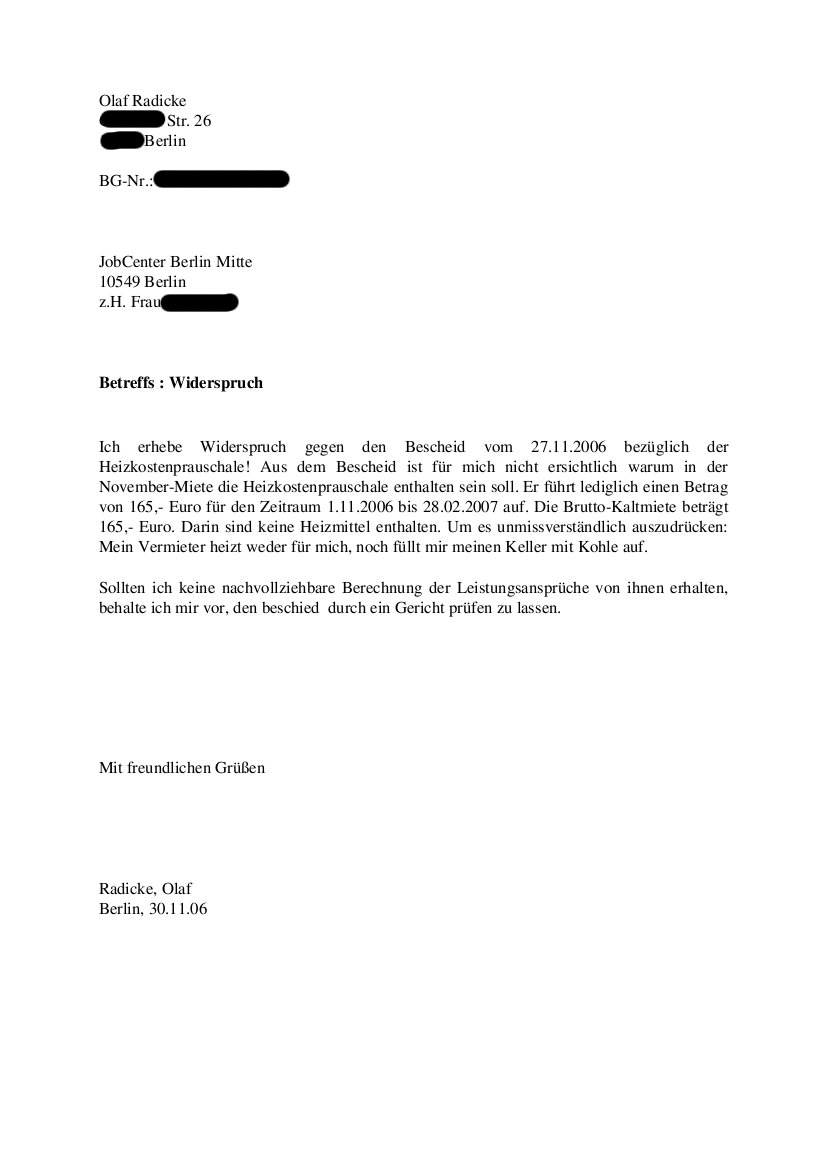 Olaf Radicke
Str. 26
Berlin
BG-Nr.:
JobCenter Berlin Mitte
10549 Berlin
z.H. Frau
Betreffs : Widerspruch
Ich erhebe Widerspruch gegen den Bescheid vom 27.11.2006 bezüglich der
Heizkostenprauschale! Aus dem Bescheid ist für mich nicht ersichtlich warum in der
November-Miete die Heizkostenprauschale enthalten sein soll. Er führt lediglich einen Betrag
von 165,- Euro für den Zeitraum 1.11.2006 bis 28.02.2007 auf. Die Brutto-Kaltmiete beträgt
165,- Euro. Darin sind keine Heizmittel enthalten. Um es unmissverständlich auszudrücken:
Mein Vermieter heizt weder für mich, noch füllt mir meinen Keller mit Kohle auf.
Sollten ich keine nachvollziehbare Berechnung der Leistungsansprüche von ihnen erhalten,
behalte ich mir vor, den beschied  durch ein Gericht prüfen zu lassen.
Mit freundlichen Grüßen
Radicke, Olaf
Berlin, 30.11.06